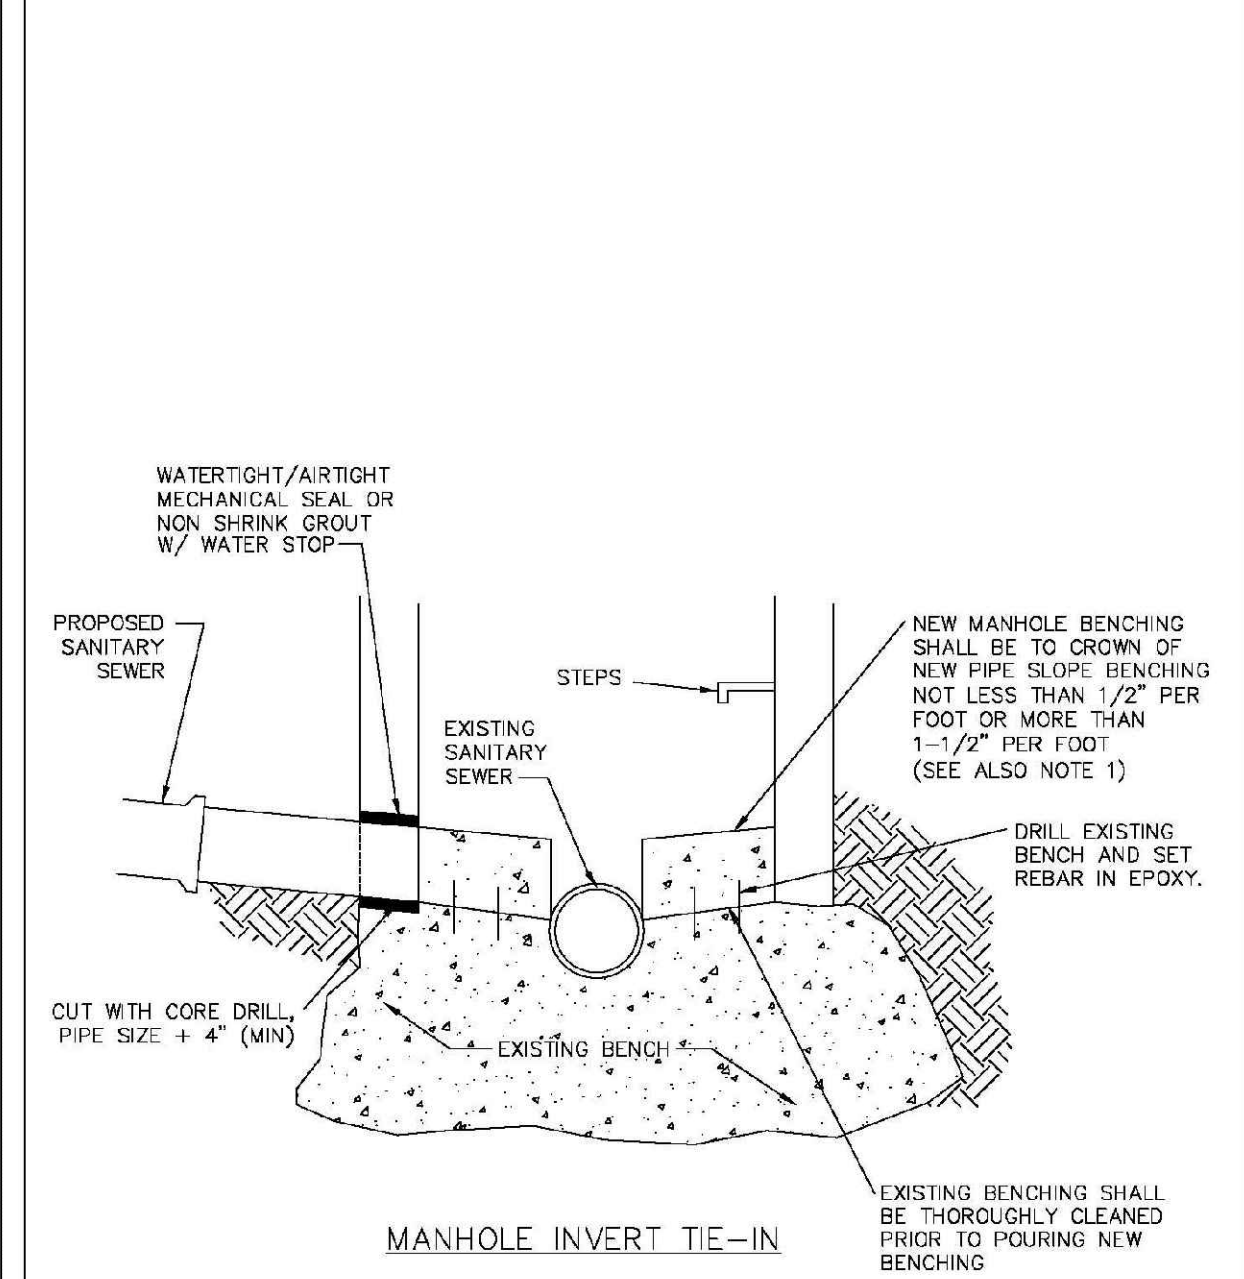 WATERTIGHT/AIRTIGHT
MECHANICAL SEAL OR
NON SHRINK GROUT
W/ WATER STOP
PROPOSED
SANITARY
SEWER
STEPS
EXISTING
SANITARY
SEWER
NEW MANHOLE BENCHING
SHALL BE TO CROWN OF
NEW PIPE SLOPE BENCHING
NOT LESS THAN 1/2" PER
FOOT OR MORE THAN
1-1/2" PER FOOT
(SEE ALSO NOTE 1)
DRILL EXISTING
BENCH AND SET
REBAR IN EPOXY.
CUT WITH CORE DRILL,
PIPE SIZE + 4" (MIN)
EXISTING BENCH
EXISTING BENCHING SHALL
BE THOROUGHLY CLEANED
PRIOR TO POURING NEW
BENCHING
MANHOLE INVERT TIE-IN